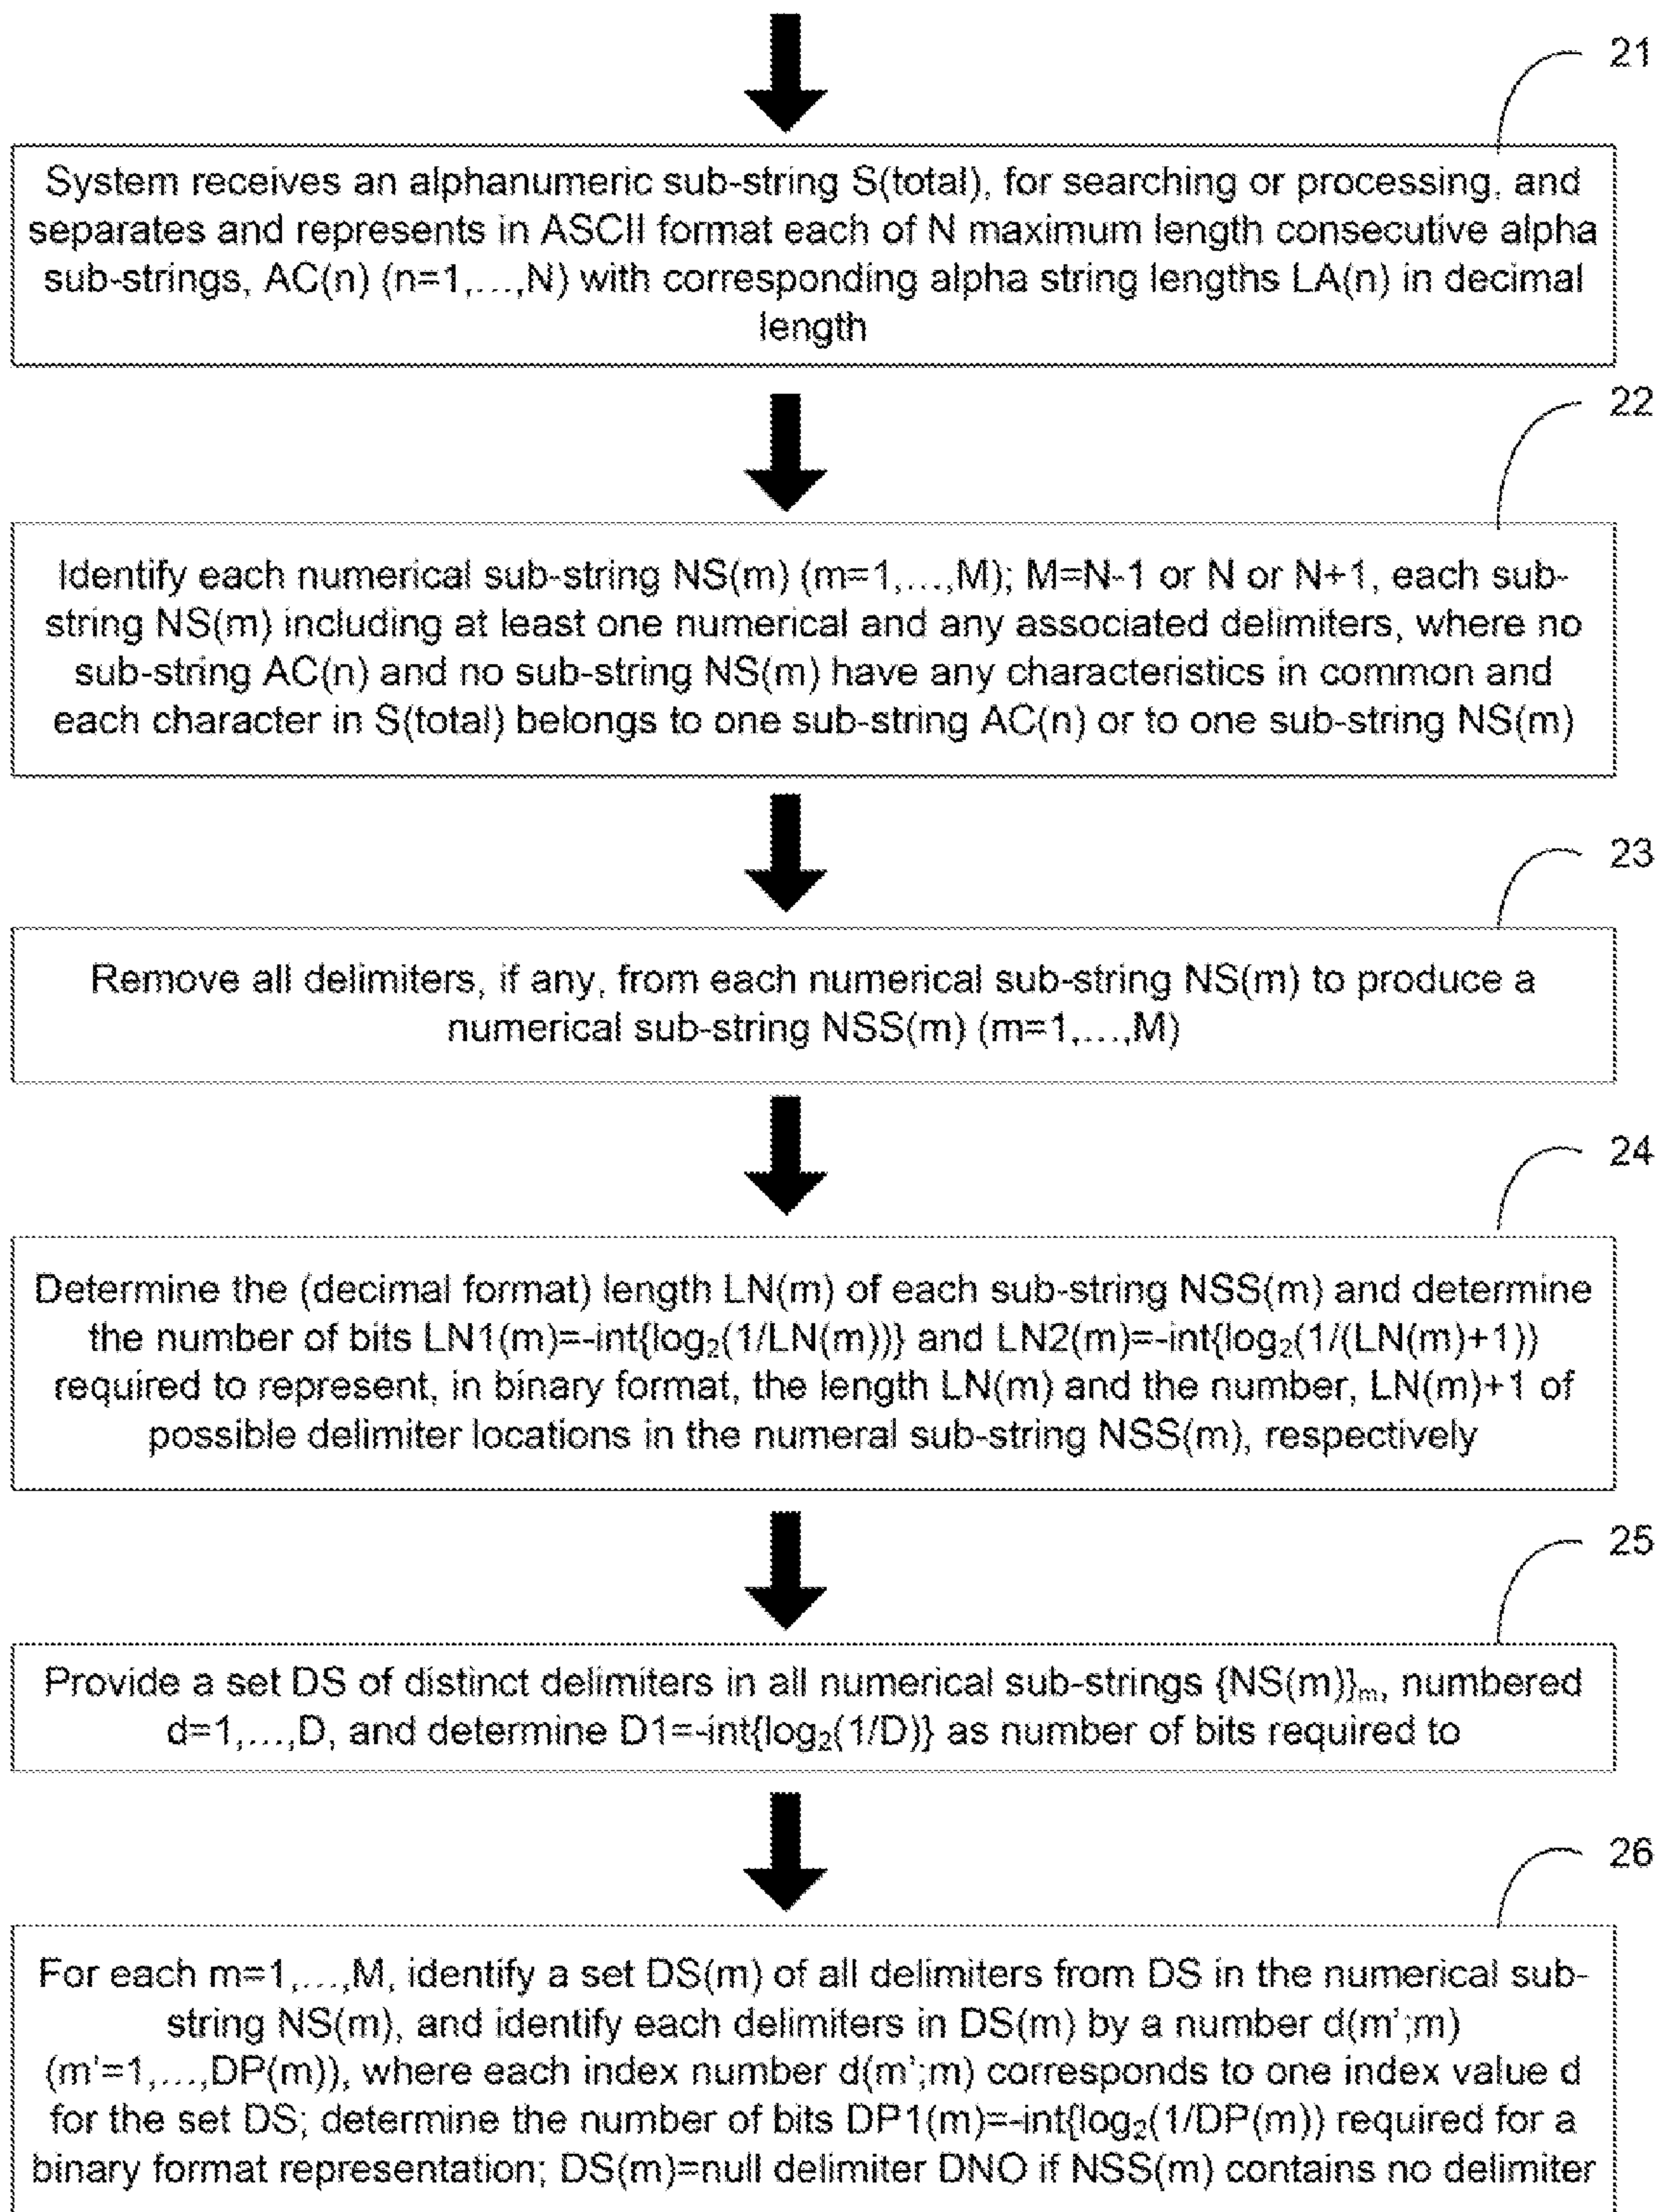 21
System receives an alphanumeric sub-string S(total), for searching or processing, and
separates and represents in ASCII format each of N maximum length consecutive alpha
sub-strings, AC(n) (n=1,...,N) with corresponding alpha string lengths LA(n) in decimal
length
22
Identify each numerical sub-string NS(m) (m=1,...,M); M=N-1 or N or N+1, each sub-
string NS(m) including at least one numerical and any associated delimiters, where no
sub-string AC(n) and no sub-string NS(m) have any characteristics in common and
each character in S(total) belongs to one sub-string AC(n) or to one sub-string NS(m)
23
Remove all delimiters, if any, from each numerical sub-string NS(m) to produce a
numerical sub-string NSS(m) (m=1,...,M)
24
Determine the (decimal format) length LN(m) of each sub-string NSS(m) and determine
the number of bits LN1(m)=-int{log₂(1/LN(m))} and LN2(m)=-int{log₂(1/(LN(m)+1))
required to represent, in binary format, the length LN(m) and the number, LN(m)+1 of
possible delimiter locations in the numeral sub-string NSS(m), respectively
25
Provide a set DS of distinct delimiters in all numerical sub-strings {NS(m)}ₘ, numbered
d=1,...,D, and determine D1=-int{log₂(1/D)} as number of bits required to
26
For each m=1,...,M, identify a set DS(m) of all delimiters from DS in the numerical sub-
string NS(m), and identify each delimiters in DS(m) by a number d(m';m)
(m'=1,...,DP(m)), where each index number d(m';m) corresponds to one index value d
for the set DS; determine the number of bits DP1(m)=-int{log₂(1/DP(m)) required for a
binary format representation; DS(m)=null delimiter DNO if NSS(m) contains no delimiter